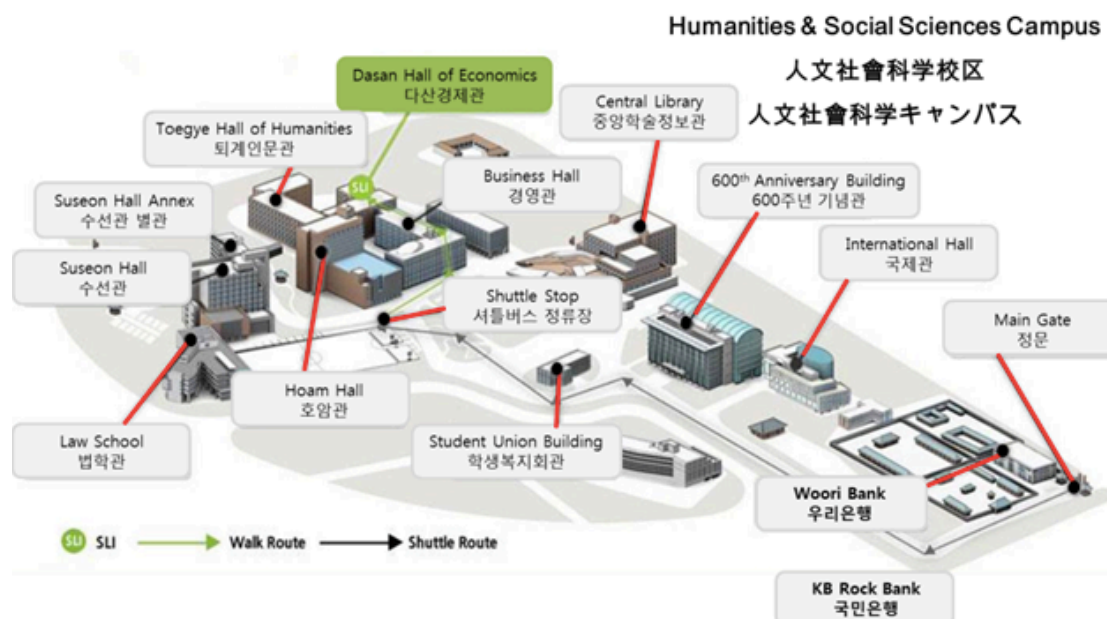 Humanities & Social Sciences Campus
人文社會科学校区
人文社會科学キャンパス
Dasan Hall of Economics
다산경제관
Central Library
중앙학술정보관
Toegye Hall of Humanities
퇴계인문관
Business Hall
경영관
600th Anniversary Building
600주년 기념관
Suseon Hall Annex
수선관 별관
SLI
International Hall
국제관
Suseon Hall
수선관
Shuttle Stop
셔틀버스 정류장
Main Gate
정문
Hoam Hall
호암관
Law School
법학관
Student Union Building
학생복지회관
Woori Bank
우리은행
SLI SLI Walk Route Shuttle Route
KB Rock Bank
국민은행